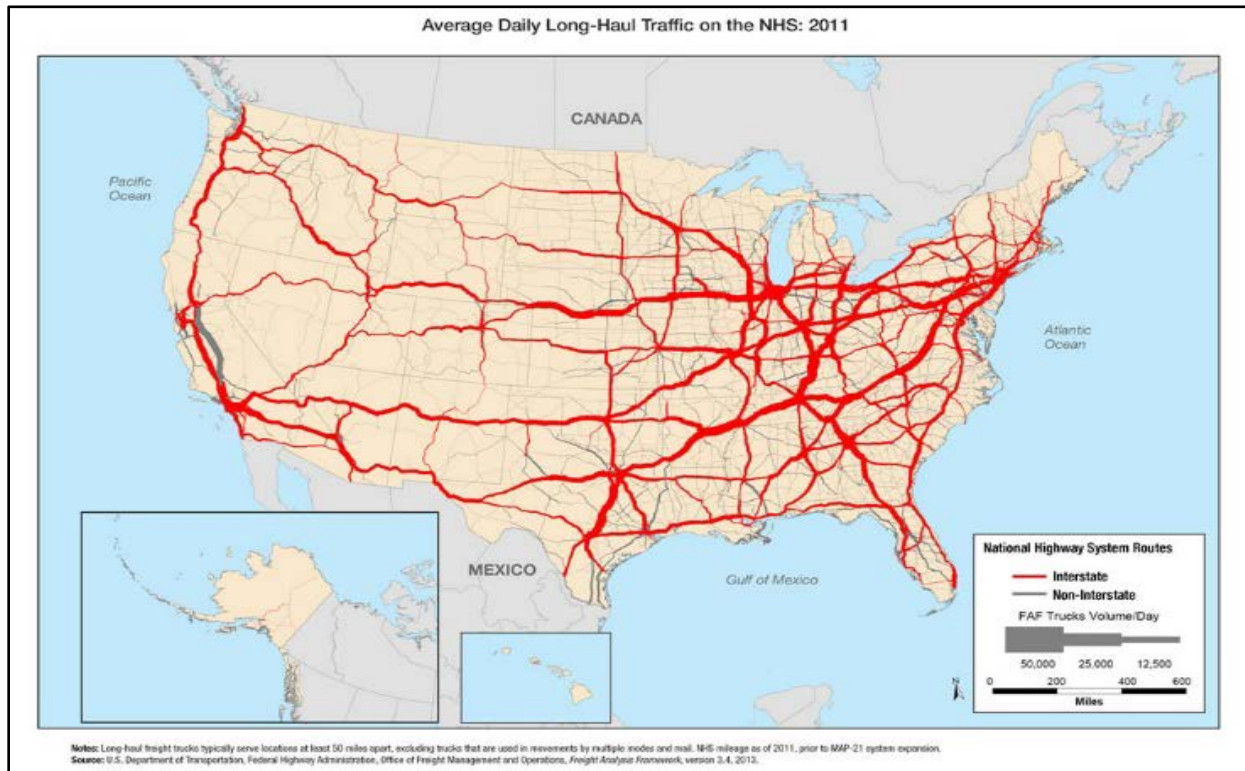 Average Daily Long-Haul Traffic on the NHS: 2011
CANADA
Pacific
Ocean
Atlantic
Ocean
MEXICO
Gulf of Mexico
National Highway System Routes
Interstate
Non-Interstate
FAF Trucks Volume/Day
50,000 25,000 12,500
N
0 200 400 600
Miles
Notes: Long-haul freight trucks typically serve locations at least 50 miles apart, excluding trucks that are used in movements by multiple modes and mail. NHS mileage as of 2011, prior to MAP-21 system expansion.
Source: U.S. Department of Transportation, Federal Highway Administration, Office of Freight Management and Operations, Freight Analysis Framework, version 3.4, 2013.